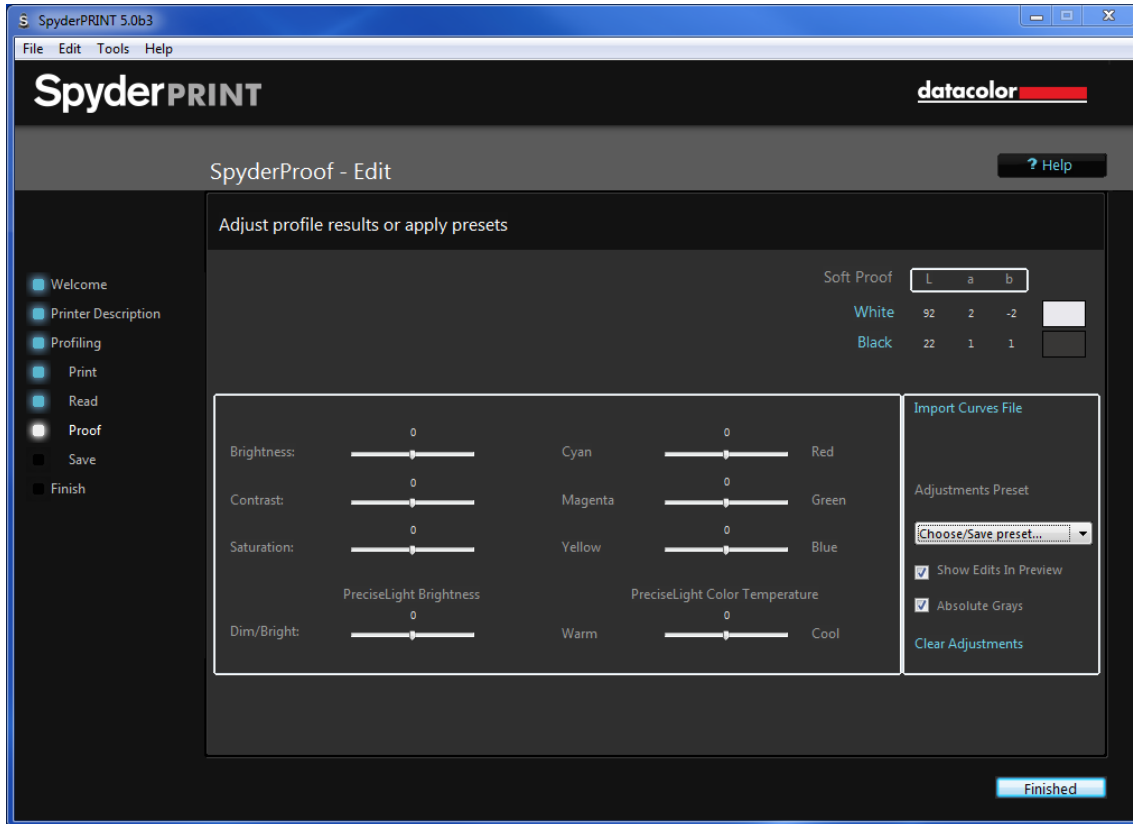 SpyderPRINT 5.0b3
File Edit Tools Help
SpyderPRINT
datacolor
SpyderProof - Edit
? Help
Adjust profile results or apply presets
Welcome
Printer Description
Profiling
Print
Read
Proof
Save
Finish
Soft Proof L a b
White 92 2 -2
Black 22 1 1
0 0
Brightness: Cyan Red
0 0
Contrast: Magenta Green
0 0
Saturation: Yellow Blue
PreciseLight Brightness PreciseLight Color Temperature
0 0
Dim/Bright: Warm Cool
Import Curves File
Adjustments Preset
Choose/Save preset...
Show Edits In Preview
Absolute Grays
Clear Adjustments
Finished